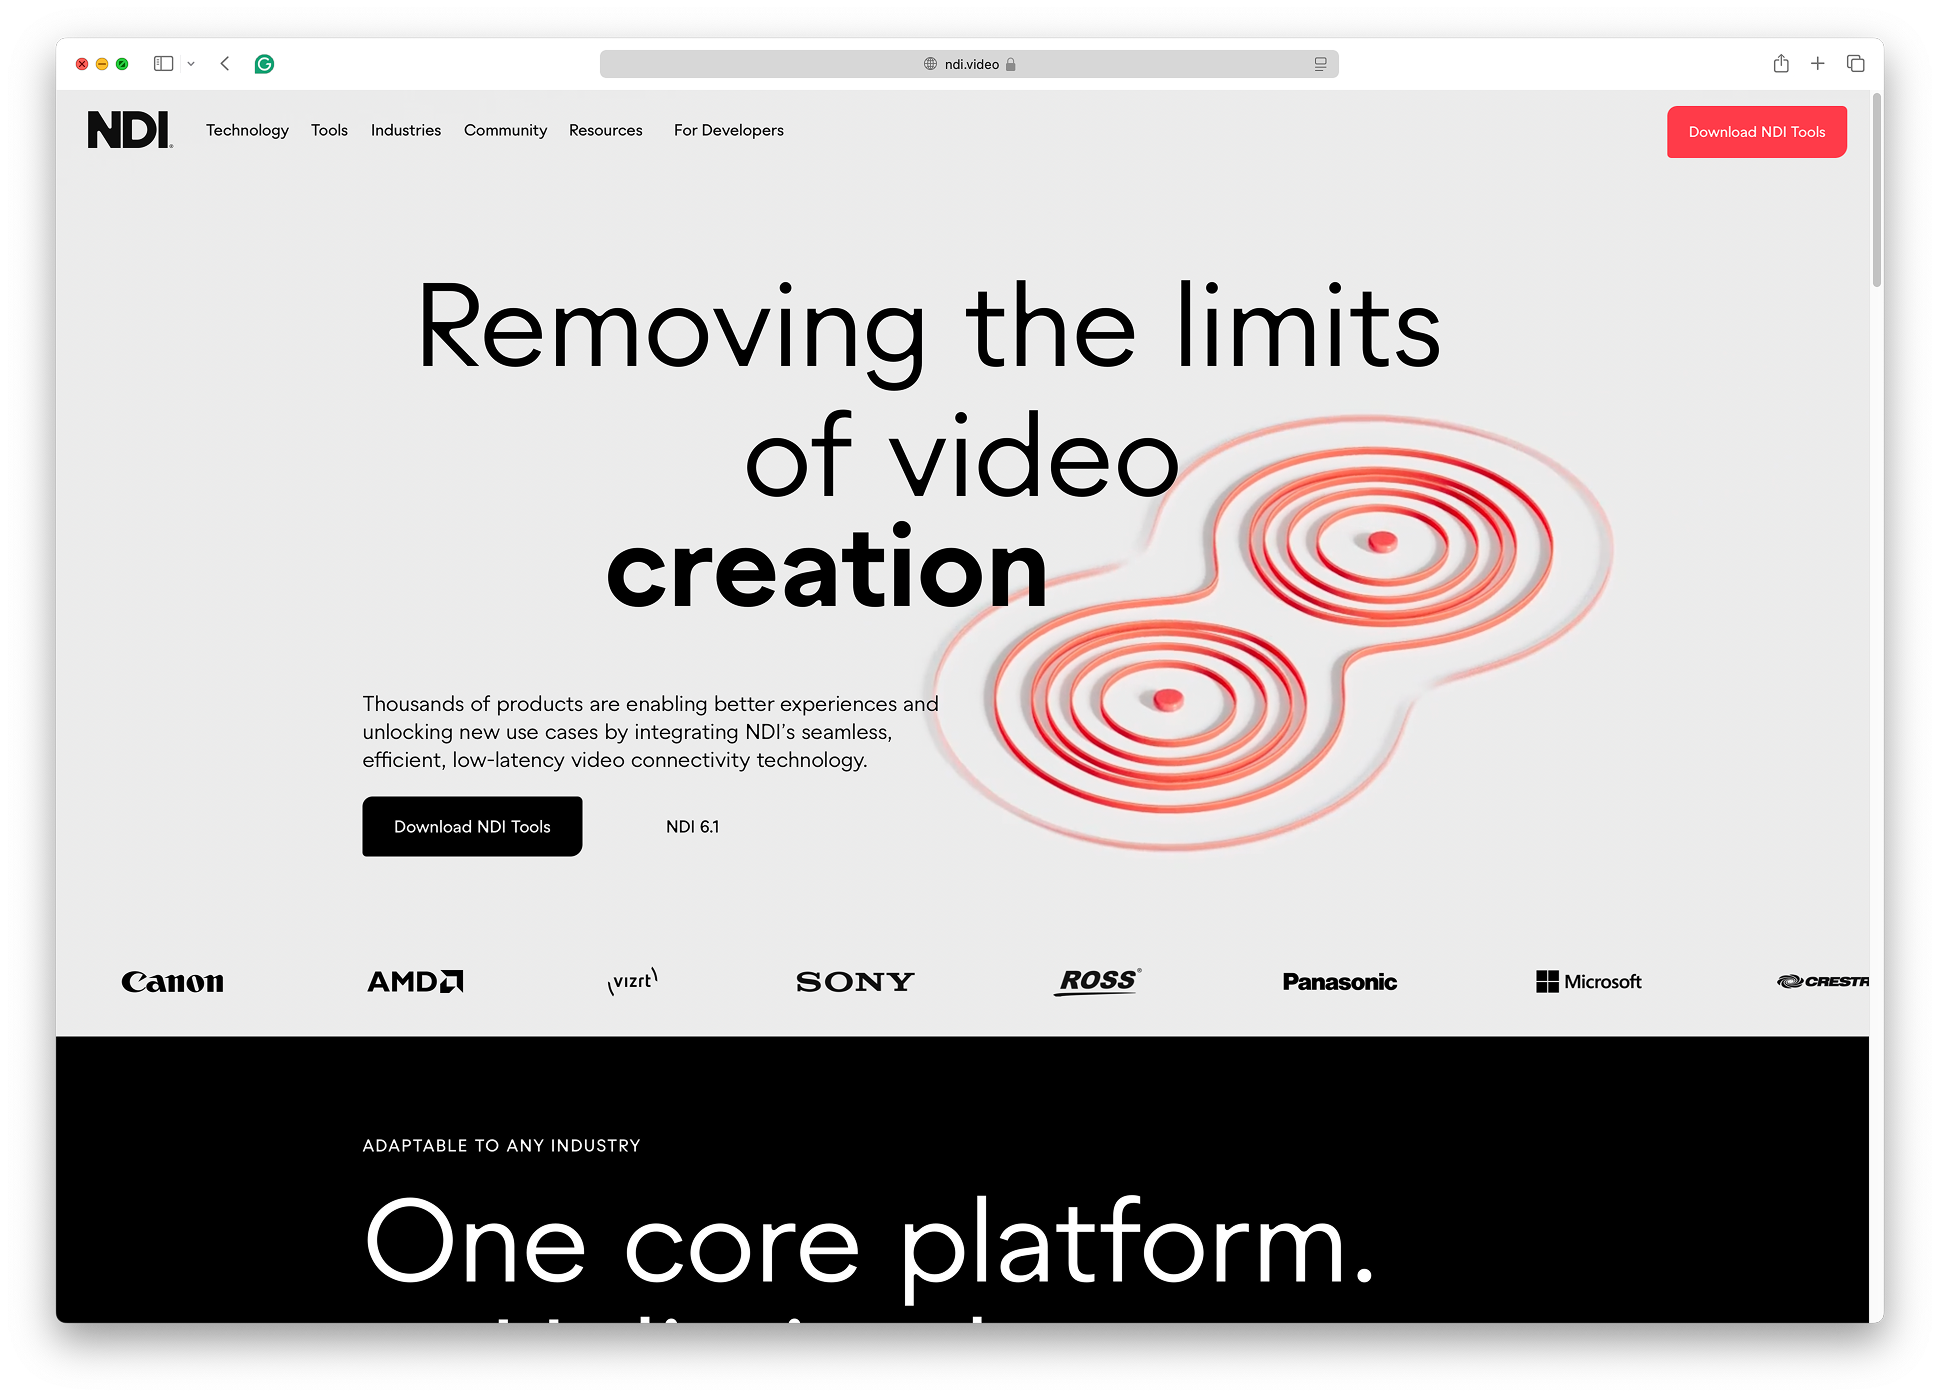 ndi.video
NDI
Technology Tools Industries Community Resources For Developers
Download NDI Tools
Removing the limits
of video
creation
Thousands of products are enabling better experiences and
unlocking new use cases by integrating NDI’s seamless,
efficient, low-latency video connectivity technology.
Download NDI Tools NDI 6.1
Canon AMD vizrt SONY ROSS® Panasonic Microsoft CRESTR
ADAPTABLE TO ANY INDUSTRY
One core platform.